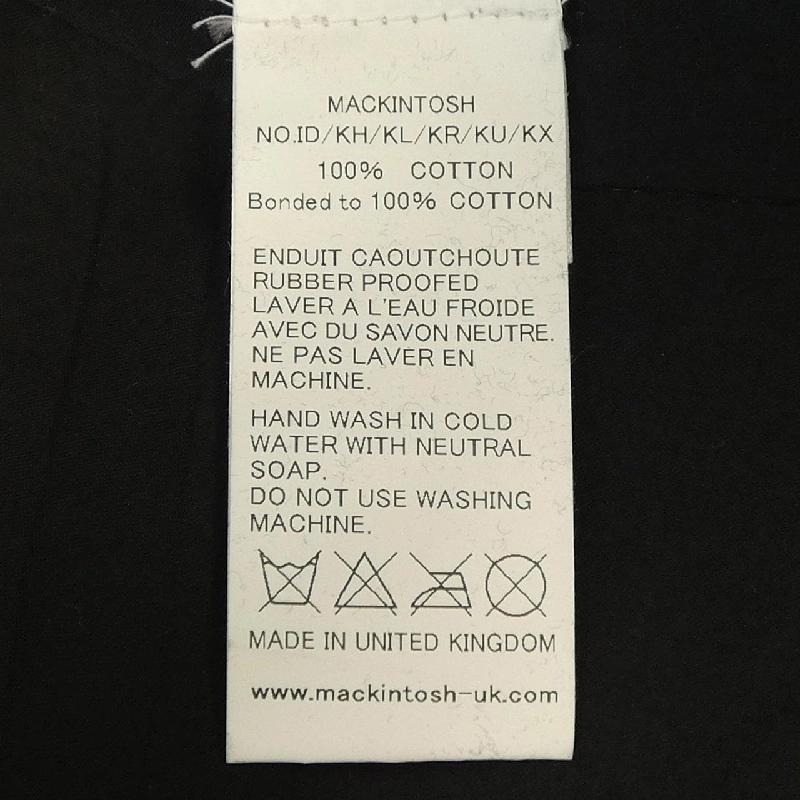 MACKINTOSH
NO.ID/KH/KL/KR/KU/KX
100% COTTON
Bonded to 100% COTTON
ENDUIT CAOUTCHOUTE
RUBBER PROOFED
LAVER A L'EAU FROIDE
AVEC DU SAVON NEUTRE.
NE PAS LAVER EN
MACHINE.
HAND WASH IN COLD
WATER WITH NEUTRAL
SOAP.
DO NOT USE WASHING
MACHINE.
MADE IN UNITED KINGDOM
www.mackintosh-uk.com